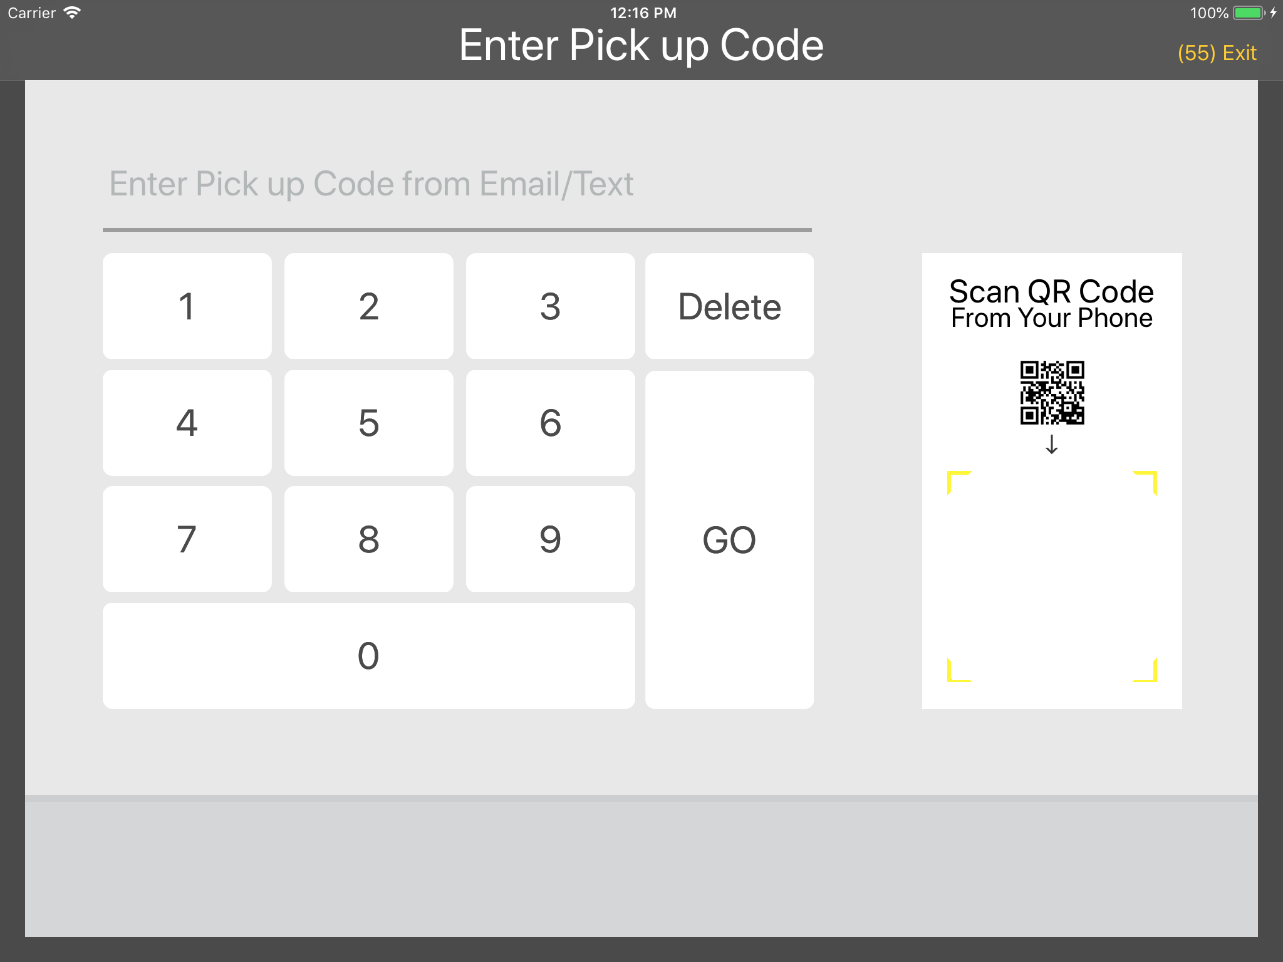 Carrier
12:16 PM
100%
Enter Pick up Code
(55) Exit
Enter Pick up Code from Email/Text
1
2
3
Delete
4
5
6
7
8
9
GO
0
Scan QR Code
From Your Phone
↓